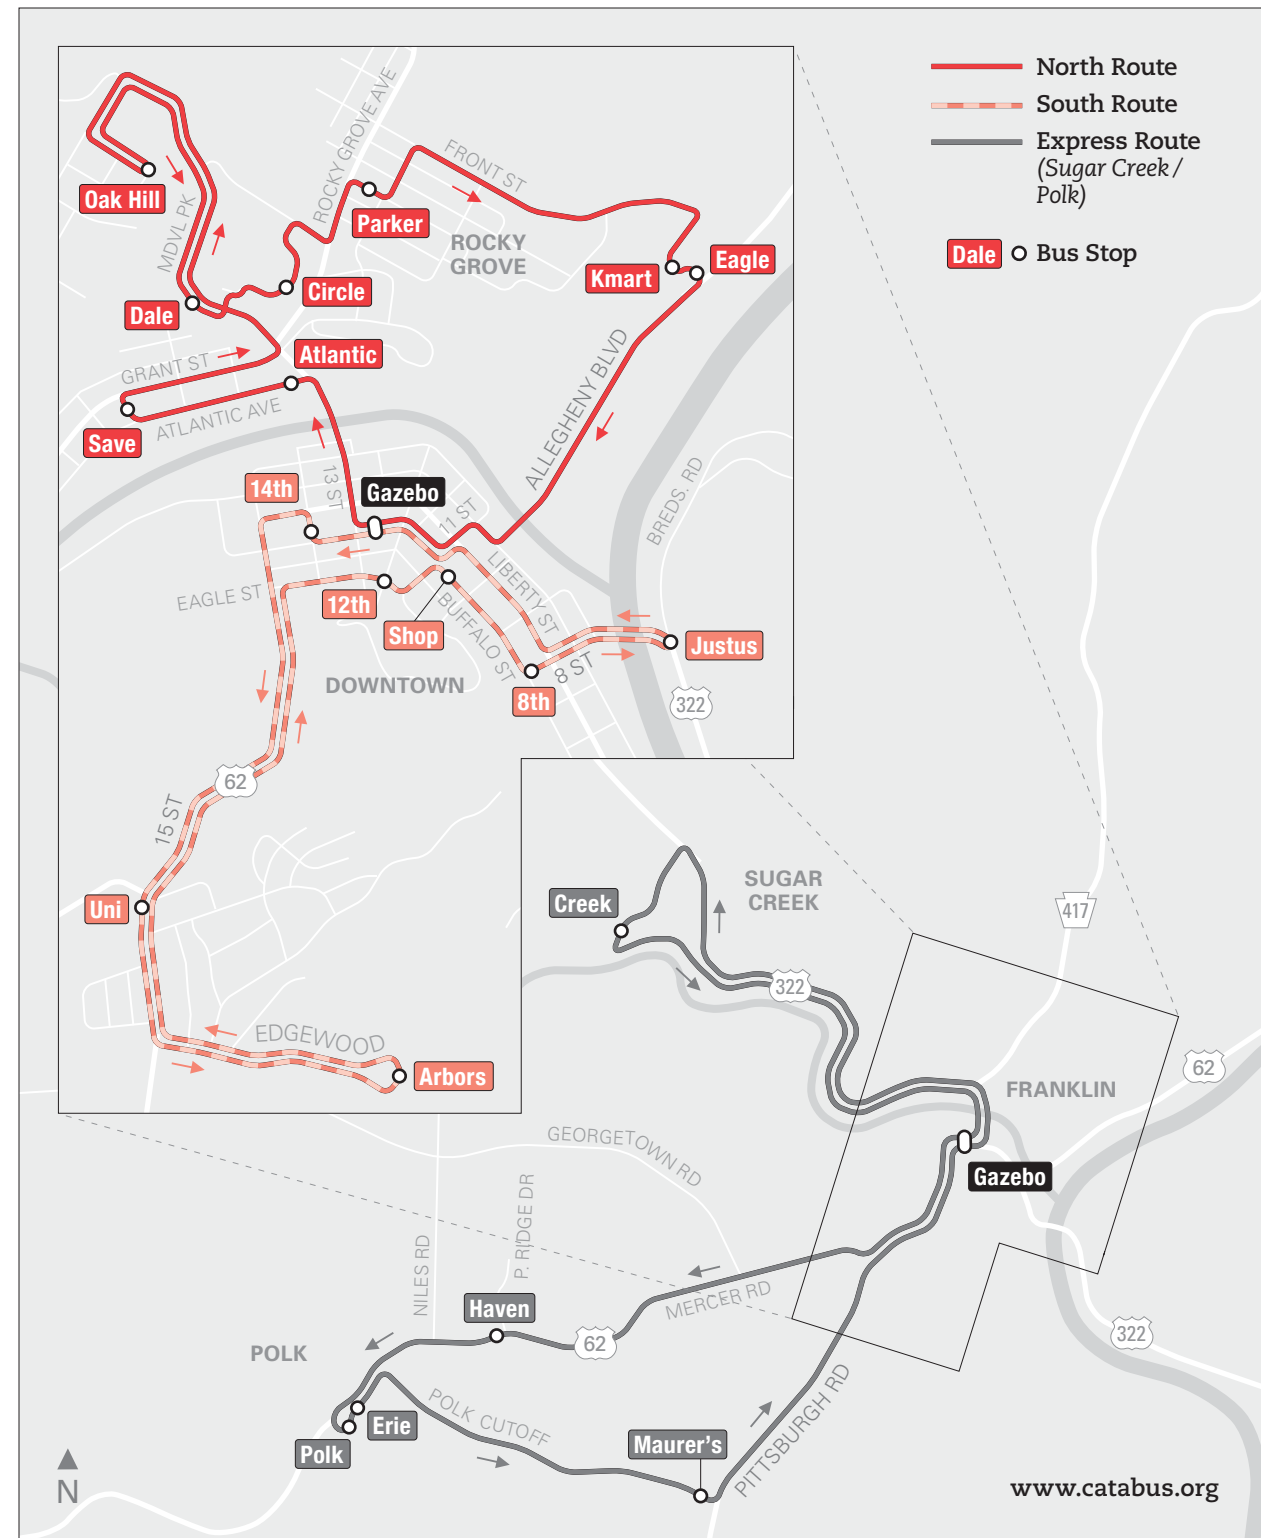 North Route
South Route
Express Route
(Sugar Creek /
Polk)
Dale
Bus Stop
Oak Hill
MDVL PK
ROCKY GROVE AVE
FRONT ST
Parker
ROCKY
GROVE
Kmart
Eagle
Circle
Dale
GRANT ST
Atlantic
ATLANTIC AVE
Save
ALLEGHENY BLVD
BREDS. RD
14th
13 ST
Gazebo
11 ST
LIBERTY ST
EAGLE ST
12th
Shop
BUFFALO ST
8 ST
Justus
DOWNTOWN
8th
322
62
15 ST
Uni
EDGEWOOD
Arbors
SUGAR
CREEK
Creek
417
322
62
FRANKLIN
Gazebo
GEORGETOWN RD
P. RIDGE DR
NILES RD
MERCER RD
Haven
62
322
POLK
PITTSBURGH RD
POLK CUTOFF
Erie
Polk
Maurer's
N
www.catabus.org